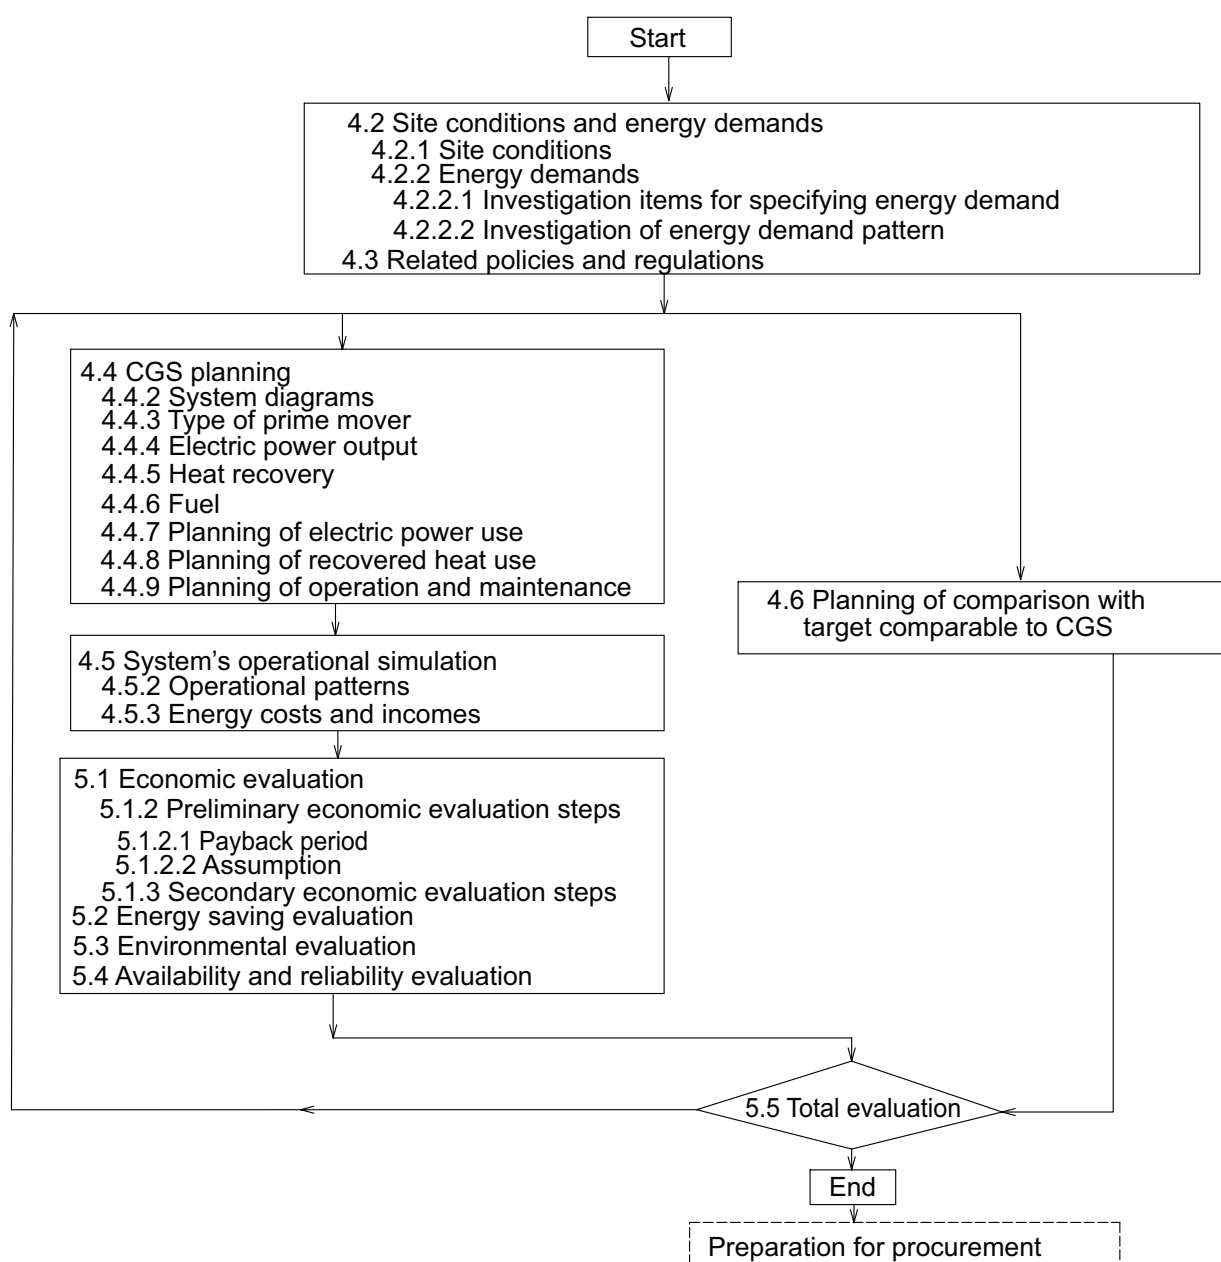 Start
4.2 Site conditions and energy demands
4.2.1 Site conditions
4.2.2 Energy demands
4.2.2.1 Investigation items for specifying energy demand
4.2.2.2 Investigation of energy demand pattern
4.3 Related policies and regulations
4.4 CGS planning
4.4.2 System diagrams
4.4.3 Type of prime mover
4.4.4 Electric power output
4.4.5 Heat recovery
4.4.6 Fuel
4.4.7 Planning of electric power use
4.4.8 Planning of recovered heat use
4.4.9 Planning of operation and maintenance
4.6 Planning of comparison with
target comparable to CGS
4.5 System's operational simulation
4.5.2 Operational patterns
4.5.3 Energy costs and incomes
5.1 Economic evaluation
5.1.2 Preliminary economic evaluation steps
5.1.2.1 Payback period
5.1.2.2 Assumption
5.1.3 Secondary economic evaluation steps
5.2 Energy saving evaluation
5.3 Environmental evaluation
5.4 Availability and reliability evaluation
5.5 Total evaluation
End
Preparation for procurement